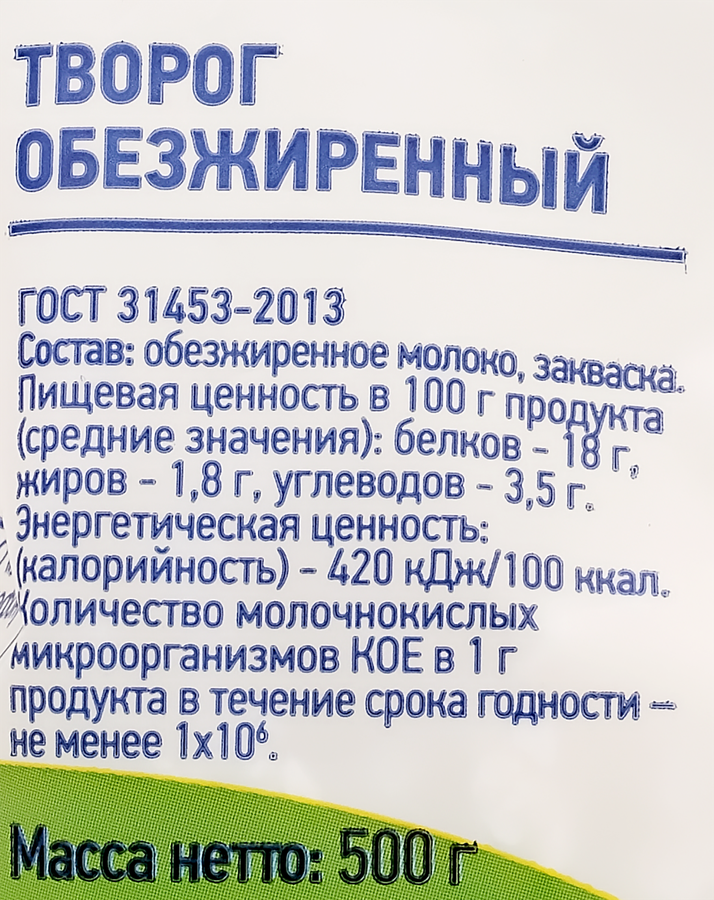 ТВОРОГ
ОБЕЗЖИРЕННЫЙ
ГОСТ 31453-2013
Состав: обезжиренное молоко, закваска.
Пищевая ценность в 100 г продукта
(средние значения): белков – 18 г,
жиров – 1,8 г, углеводов – 3,5 г.
Энергетическая ценность:
(калорийность) – 420 кДж/100 ккал.
Количество молочнокислых
микроорганизмов КОЕ в 1 г
продукта в течение срока годности –
не менее 1х10⁶.
Масса нетто: 500 г